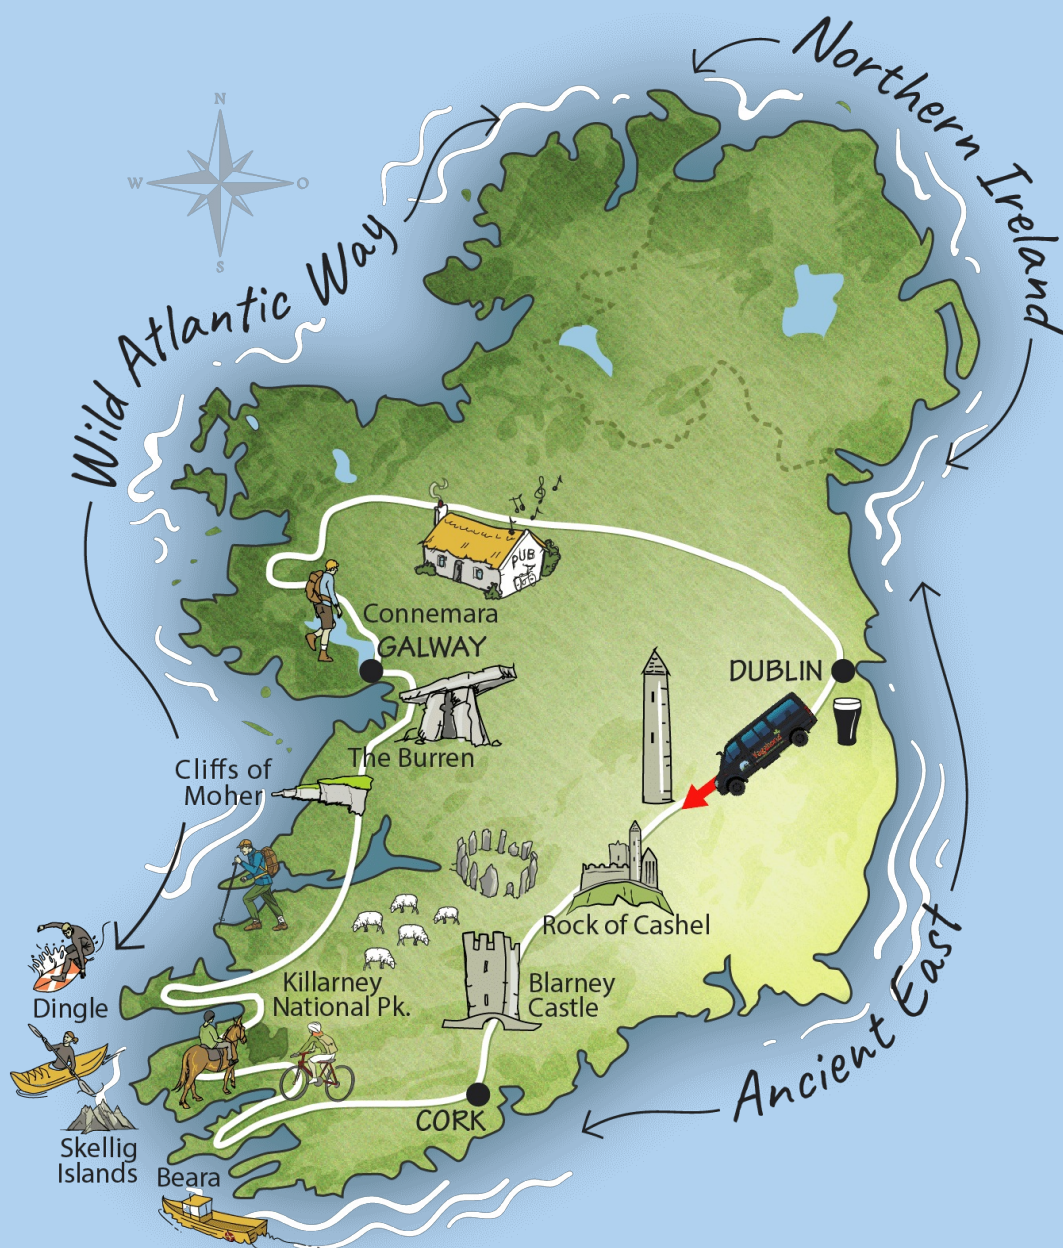 Northern Ireland
N
W
O
S
Wild Atlantic Way
PUB
Connemara
GALWAY
DUBLIN
Vagabond
The Burren
Cliffs of
Moher
Rock of Cashel
Killarney
National Pk.
Blarney
Castle
Dingle
Ancient East
CORK
Skellig
Islands
Beara